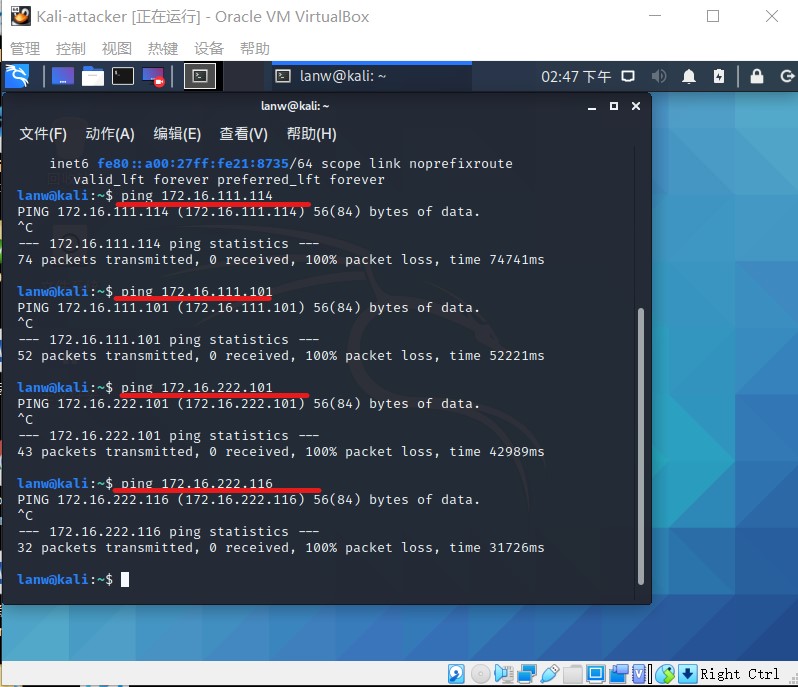 Kali-attacker [正在运行] - Oracle VM VirtualBox
管理 控制 视图 热键 设备 帮助
lanw@kali: ~ 02:47 下午
lanw@kali: ~
文件(F) 动作(A) 编辑(E) 查看(V) 帮助(H)
inet6 fe80::a00:27ff:fe21:8735/64 scope link noprefixroute
valid_lft forever preferred_lft forever
lanw@kali:~$ ping 172.16.111.114
PING 172.16.111.114 (172.16.111.114) 56(84) bytes of data.
^C
--- 172.16.111.114 ping statistics ---
74 packets transmitted, 0 received, 100% packet loss, time 74741ms
lanw@kali:~$ ping 172.16.111.101
PING 172.16.111.101 (172.16.111.101) 56(84) bytes of data.
^C
--- 172.16.111.101 ping statistics ---
52 packets transmitted, 0 received, 100% packet loss, time 52221ms
lanw@kali:~$ ping 172.16.222.101
PING 172.16.222.101 (172.16.222.101) 56(84) bytes of data.
^C
--- 172.16.222.101 ping statistics ---
43 packets transmitted, 0 received, 100% packet loss, time 42989ms
lanw@kali:~$ ping 172.16.222.116
PING 172.16.222.116 (172.16.222.116) 56(84) bytes of data.
^C
--- 172.16.222.116 ping statistics ---
32 packets transmitted, 0 received, 100% packet loss, time 31726ms
lanw@kali:~$
Right Ctrl